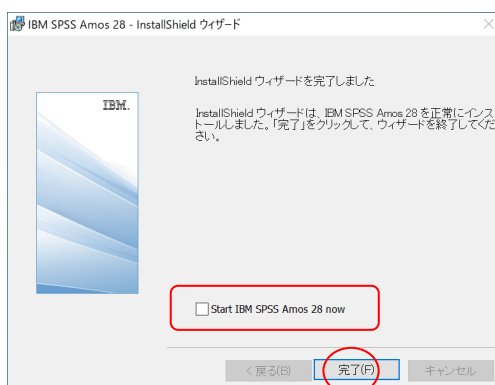 IBM SPSS Amos 28 - InstallShield ウィザード
InstallShield ウィザードを完了しました
IBM.
InstallShield ウィザードは、IBM SPSS Amos 28 を正常にインス
トールしました。「完了」をクリックして、ウィザードを終了してくだ
さい。
Start IBM SPSS Amos 28 now
< 戻る(B)
完了(F)
キャンセル